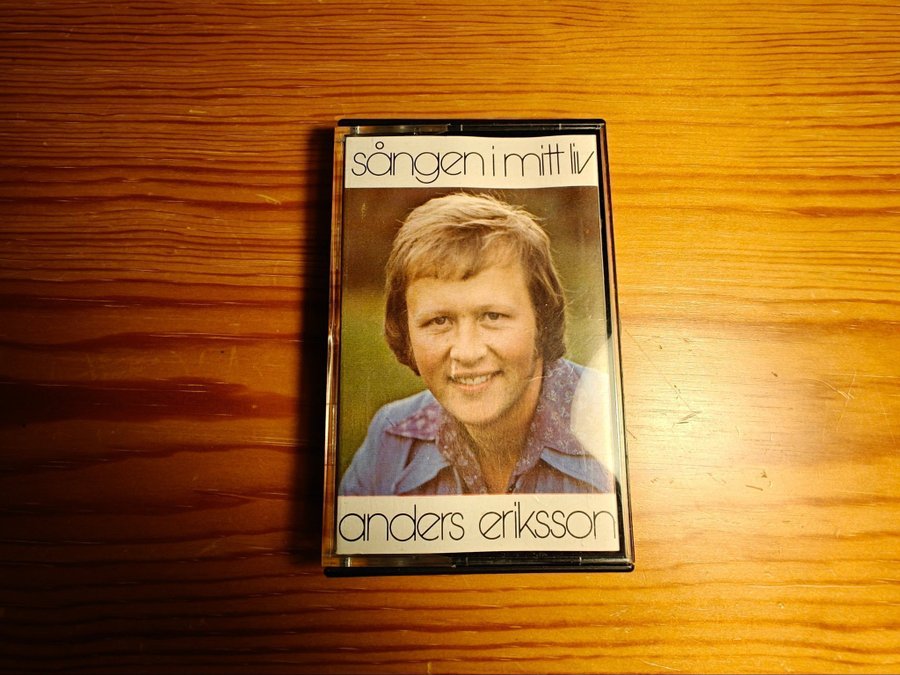 sången i mitt liv
anders eriksson